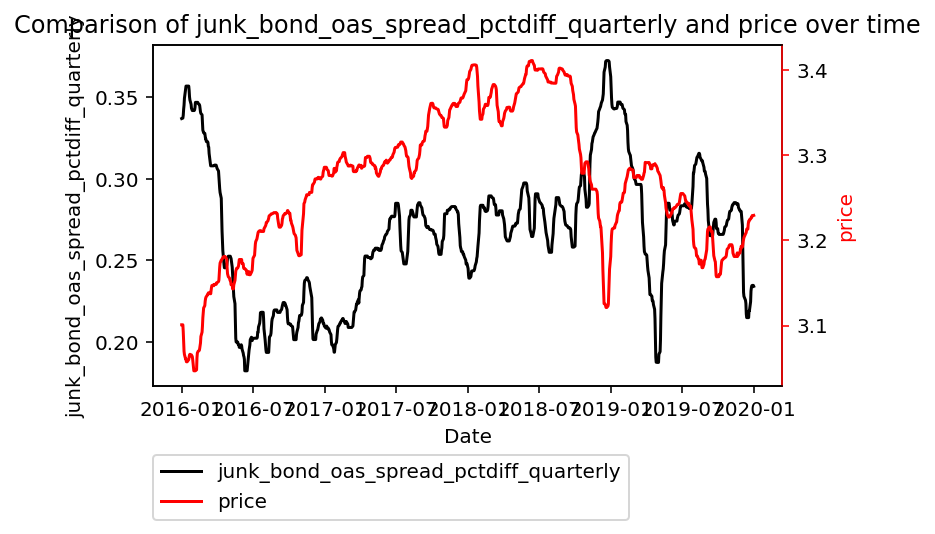 Comparison of junk_bond_oas_spread_pctdiff_quarterly and price over time
junk_bond_oas_spread_pctdiff_quarterly
0.35
0.30
0.25
0.20
3.4
3.3
3.2
3.1
price
2016-01
2016-07
2017-01
2017-07
2018-01
2018-07
2019-01
2019-07
2020-01
Date
junk_bond_oas_spread_pctdiff_quarterly
price